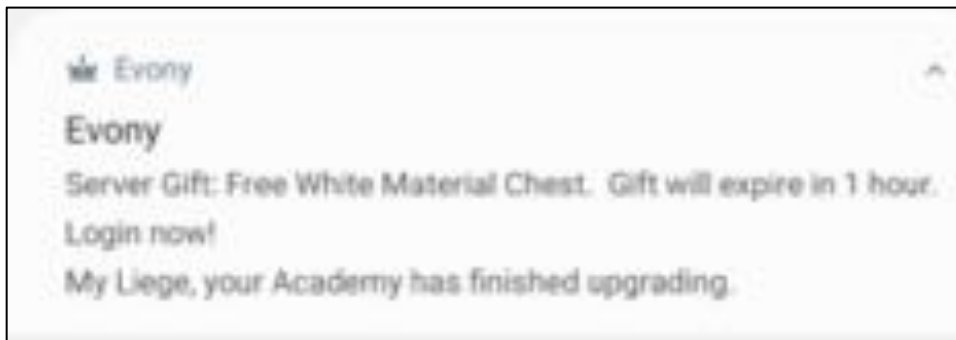 Evony
Evony
Server Gift: Free White Material Chest.  Gift will expire in 1 hour.
Login now!
My Liege, your Academy has finished upgrading.